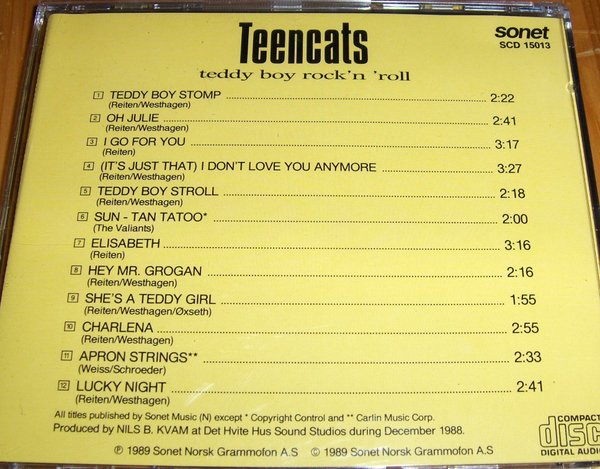 Teencats
teddy boy rock'n 'roll
sonet
SCD 15013
1 TEDDY BOY STOMP 2:22
(Reiten/Westhagen)
2 OH JULIE 2:41
(Reiten/Westhagen)
3 I GO FOR YOU 3:17
(Reiten)
4 (IT'S JUST THAT) I DON'T LOVE YOU ANYMORE 3:27
(Reiten/Westhagen)
5 TEDDY BOY STROLL 2:18
(Reiten/Westhagen)
6 SUN - TAN TATOO* 2:00
(The Valiants)
7 ELISABETH 3:16
(Reiten)
8 HEY MR. GROGAN 2:16
(Reiten/Westhagen)
9 SHE'S A TEDDY GIRL 1:55
(Reiten/Westhagen/Øxseth)
10 CHARLENA 2:55
(Reiten/Westhagen)
11 APRON STRINGS** 2:33
(Weiss/Schroeder)
12 LUCKY NIGHT 2:41
(Reiten/Westhagen)
All titles published by Sonet Music (N) except * Copyright Control and ** Carlin Music Corp.
Produced by NILS B. KVAM at Det Hvite Hus Sound Studios during December 1988.
℗ 1989 Sonet Norsk Grammofon A.S © 1989 Sonet Norsk Grammofon A.S
COMPACT
disc
DIGITAL AUDIO